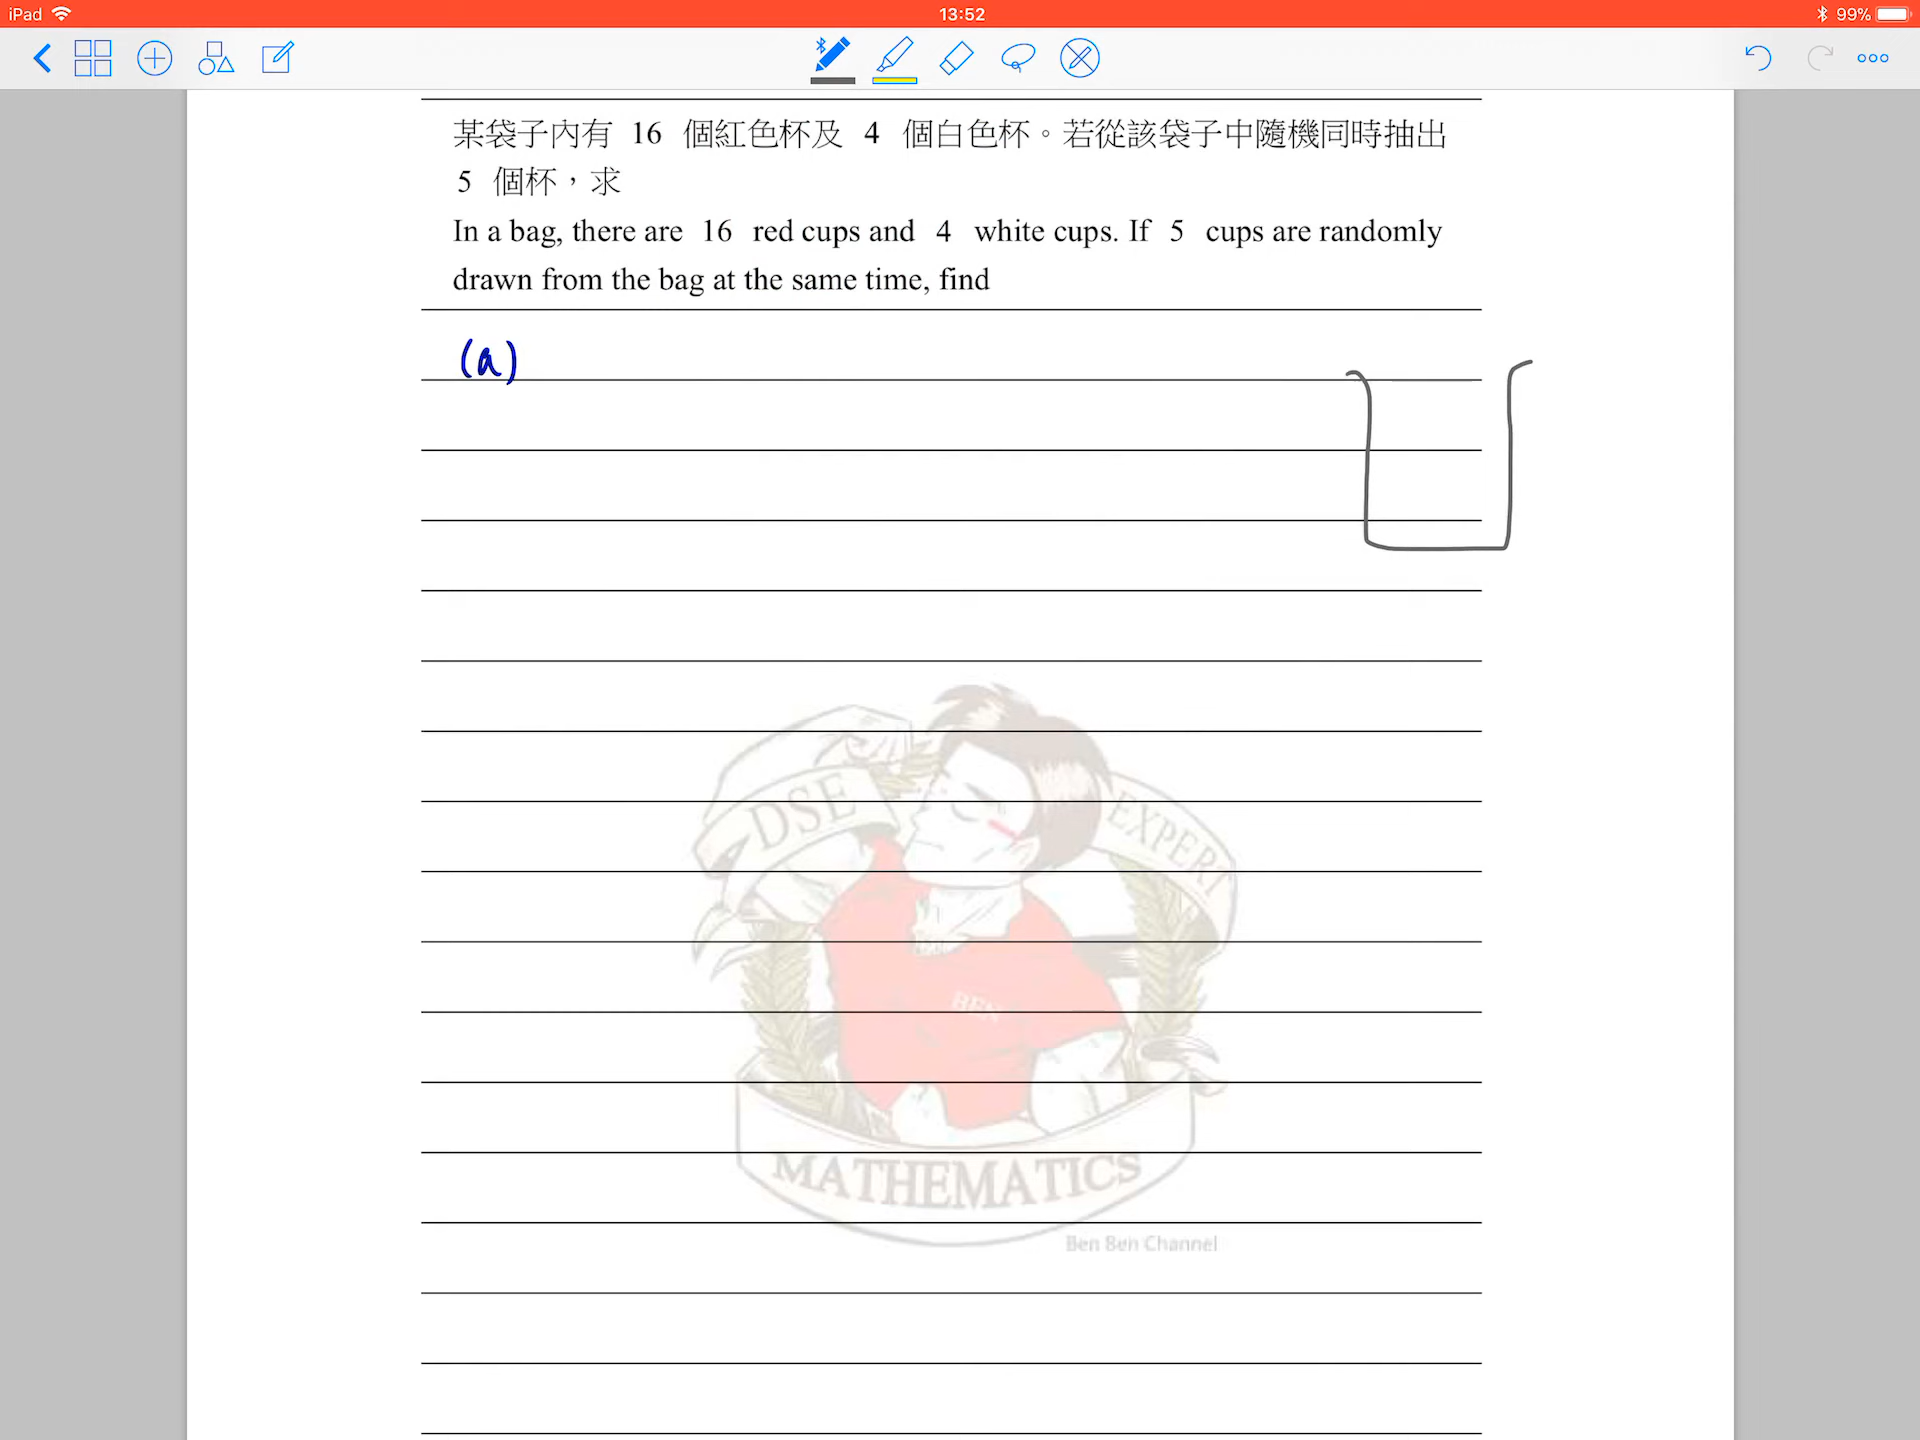 iPad 13:52 99%
某袋子內有 16 個紅色杯及 4 個白色杯。若從該袋子中隨機同時抽出
5 個杯，求
In a bag, there are 16 red cups and 4 white cups. If 5 cups are randomly
drawn from the bag at the same time, find
(a)
DSE EXPERT
BEN
MATHEMATICS
Ben Ben Channel